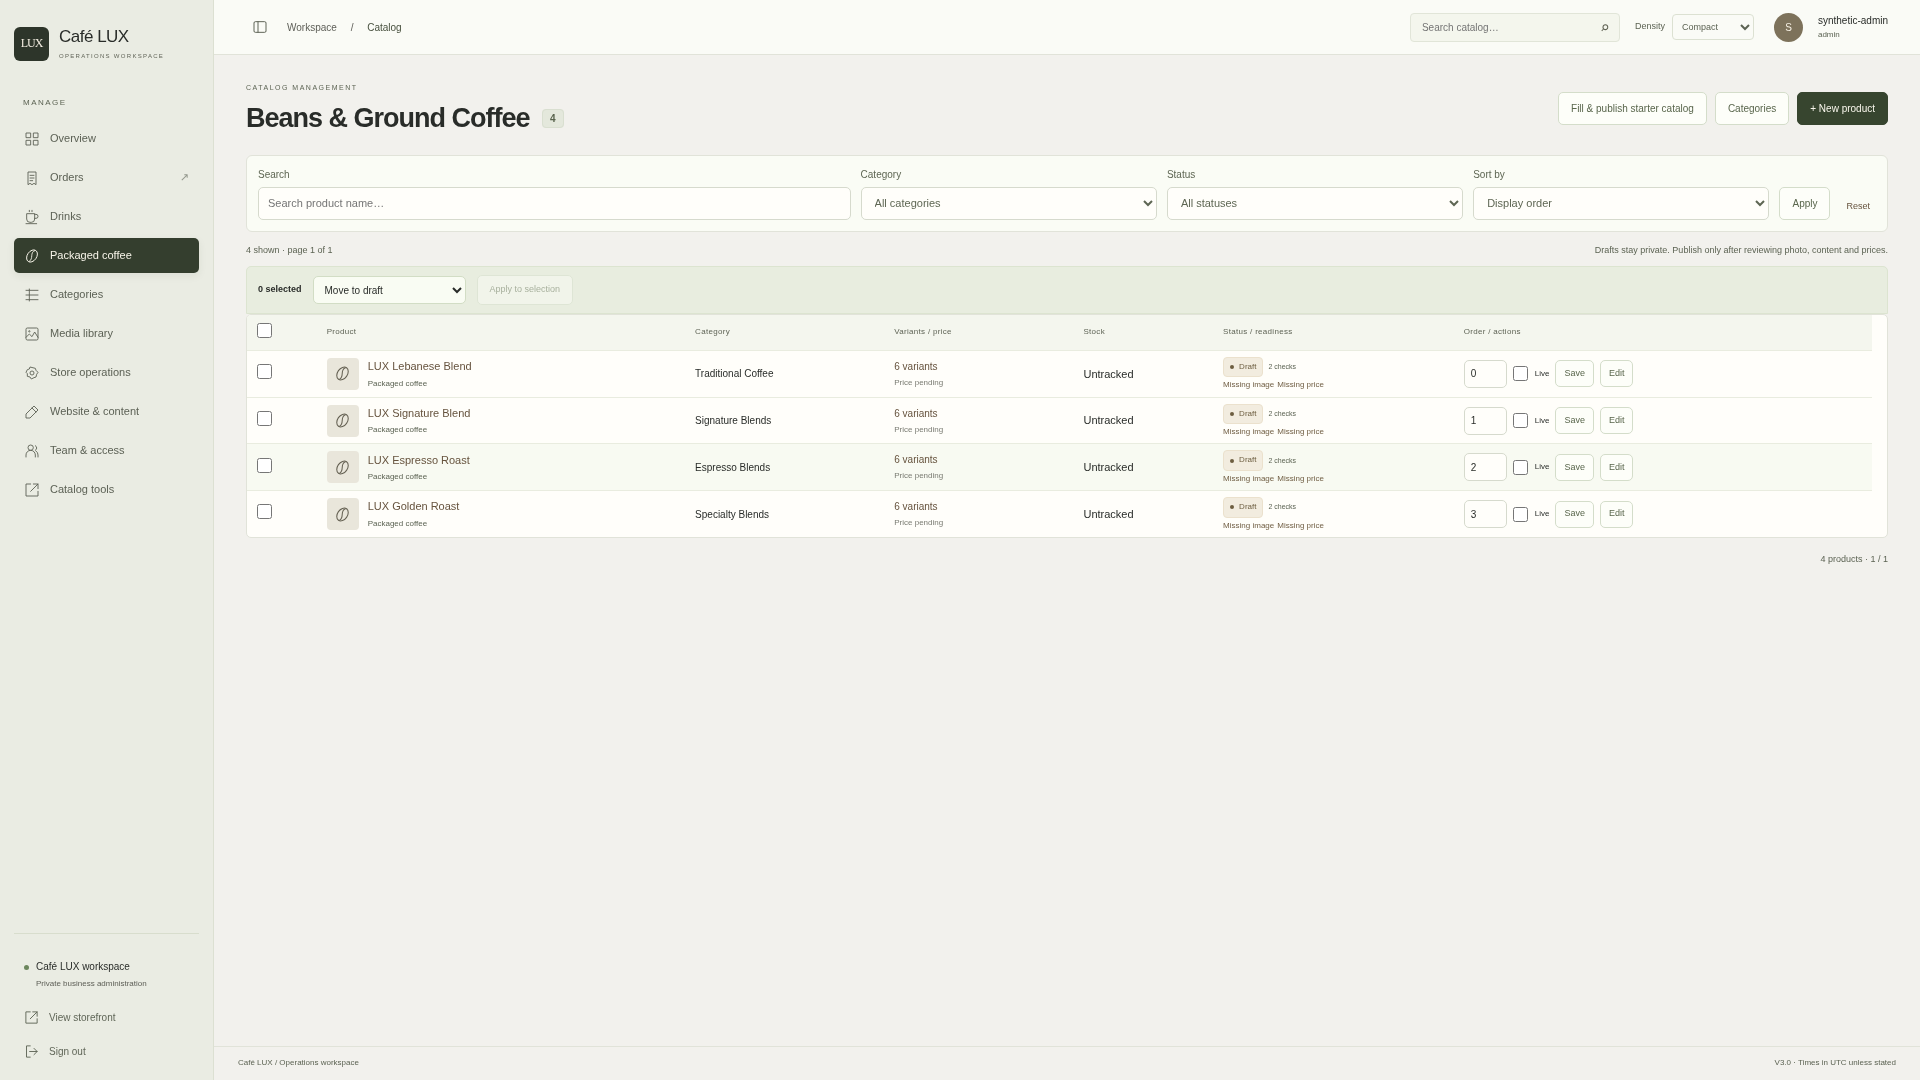 LUX
Café LUX
OPERATIONS WORKSPACE
MANAGE
Overview
Orders ↗
Drinks
Packaged coffee
Categories
Media library
Store operations
Website & content
Team & access
Catalog tools
Café LUX workspace
Private business administration
View storefront
Sign out
Workspace / Catalog
Search catalog…
Density
Compact
S
synthetic-admin
admin
CATALOG MANAGEMENT
Beans & Ground Coffee 4
Fill & publish starter catalog
Categories
+ New product
Search
Category
Status
Sort by
Search product name…
All categories
All statuses
Display order
Apply
Reset
4 shown · page 1 of 1
Drafts stay private. Publish only after reviewing photo, content and prices.
0 selected
Move to draft
Apply to selection
Product
Category
Variants / price
Stock
Status / readiness
Order / actions
LUX Lebanese Blend
Packaged coffee
Traditional Coffee
6 variants
Price pending
Untracked
Draft 2 checks
Missing image Missing price
0 Live Save Edit
LUX Signature Blend
Packaged coffee
Signature Blends
6 variants
Price pending
Untracked
Draft 2 checks
Missing image Missing price
1 Live Save Edit
LUX Espresso Roast
Packaged coffee
Espresso Blends
6 variants
Price pending
Untracked
Draft 2 checks
Missing image Missing price
2 Live Save Edit
LUX Golden Roast
Packaged coffee
Specialty Blends
6 variants
Price pending
Untracked
Draft 2 checks
Missing image Missing price
3 Live Save Edit
4 products · 1 / 1
Café LUX / Operations workspace
V3.0 · Times in UTC unless stated